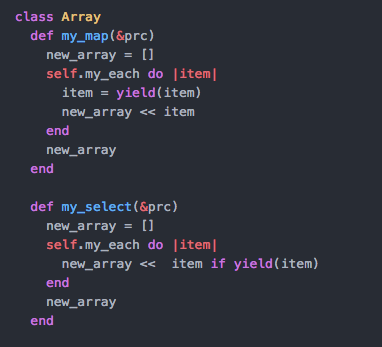 class Array
  def my_map(&prc)
    new_array = []
    self.my_each do |item|
      item = yield(item)
      new_array << item
    end
    new_array
  end

  def my_select(&prc)
    new_array = []
    self.my_each do |item|
      new_array <<  item if yield(item)
    end
    new_array
  end